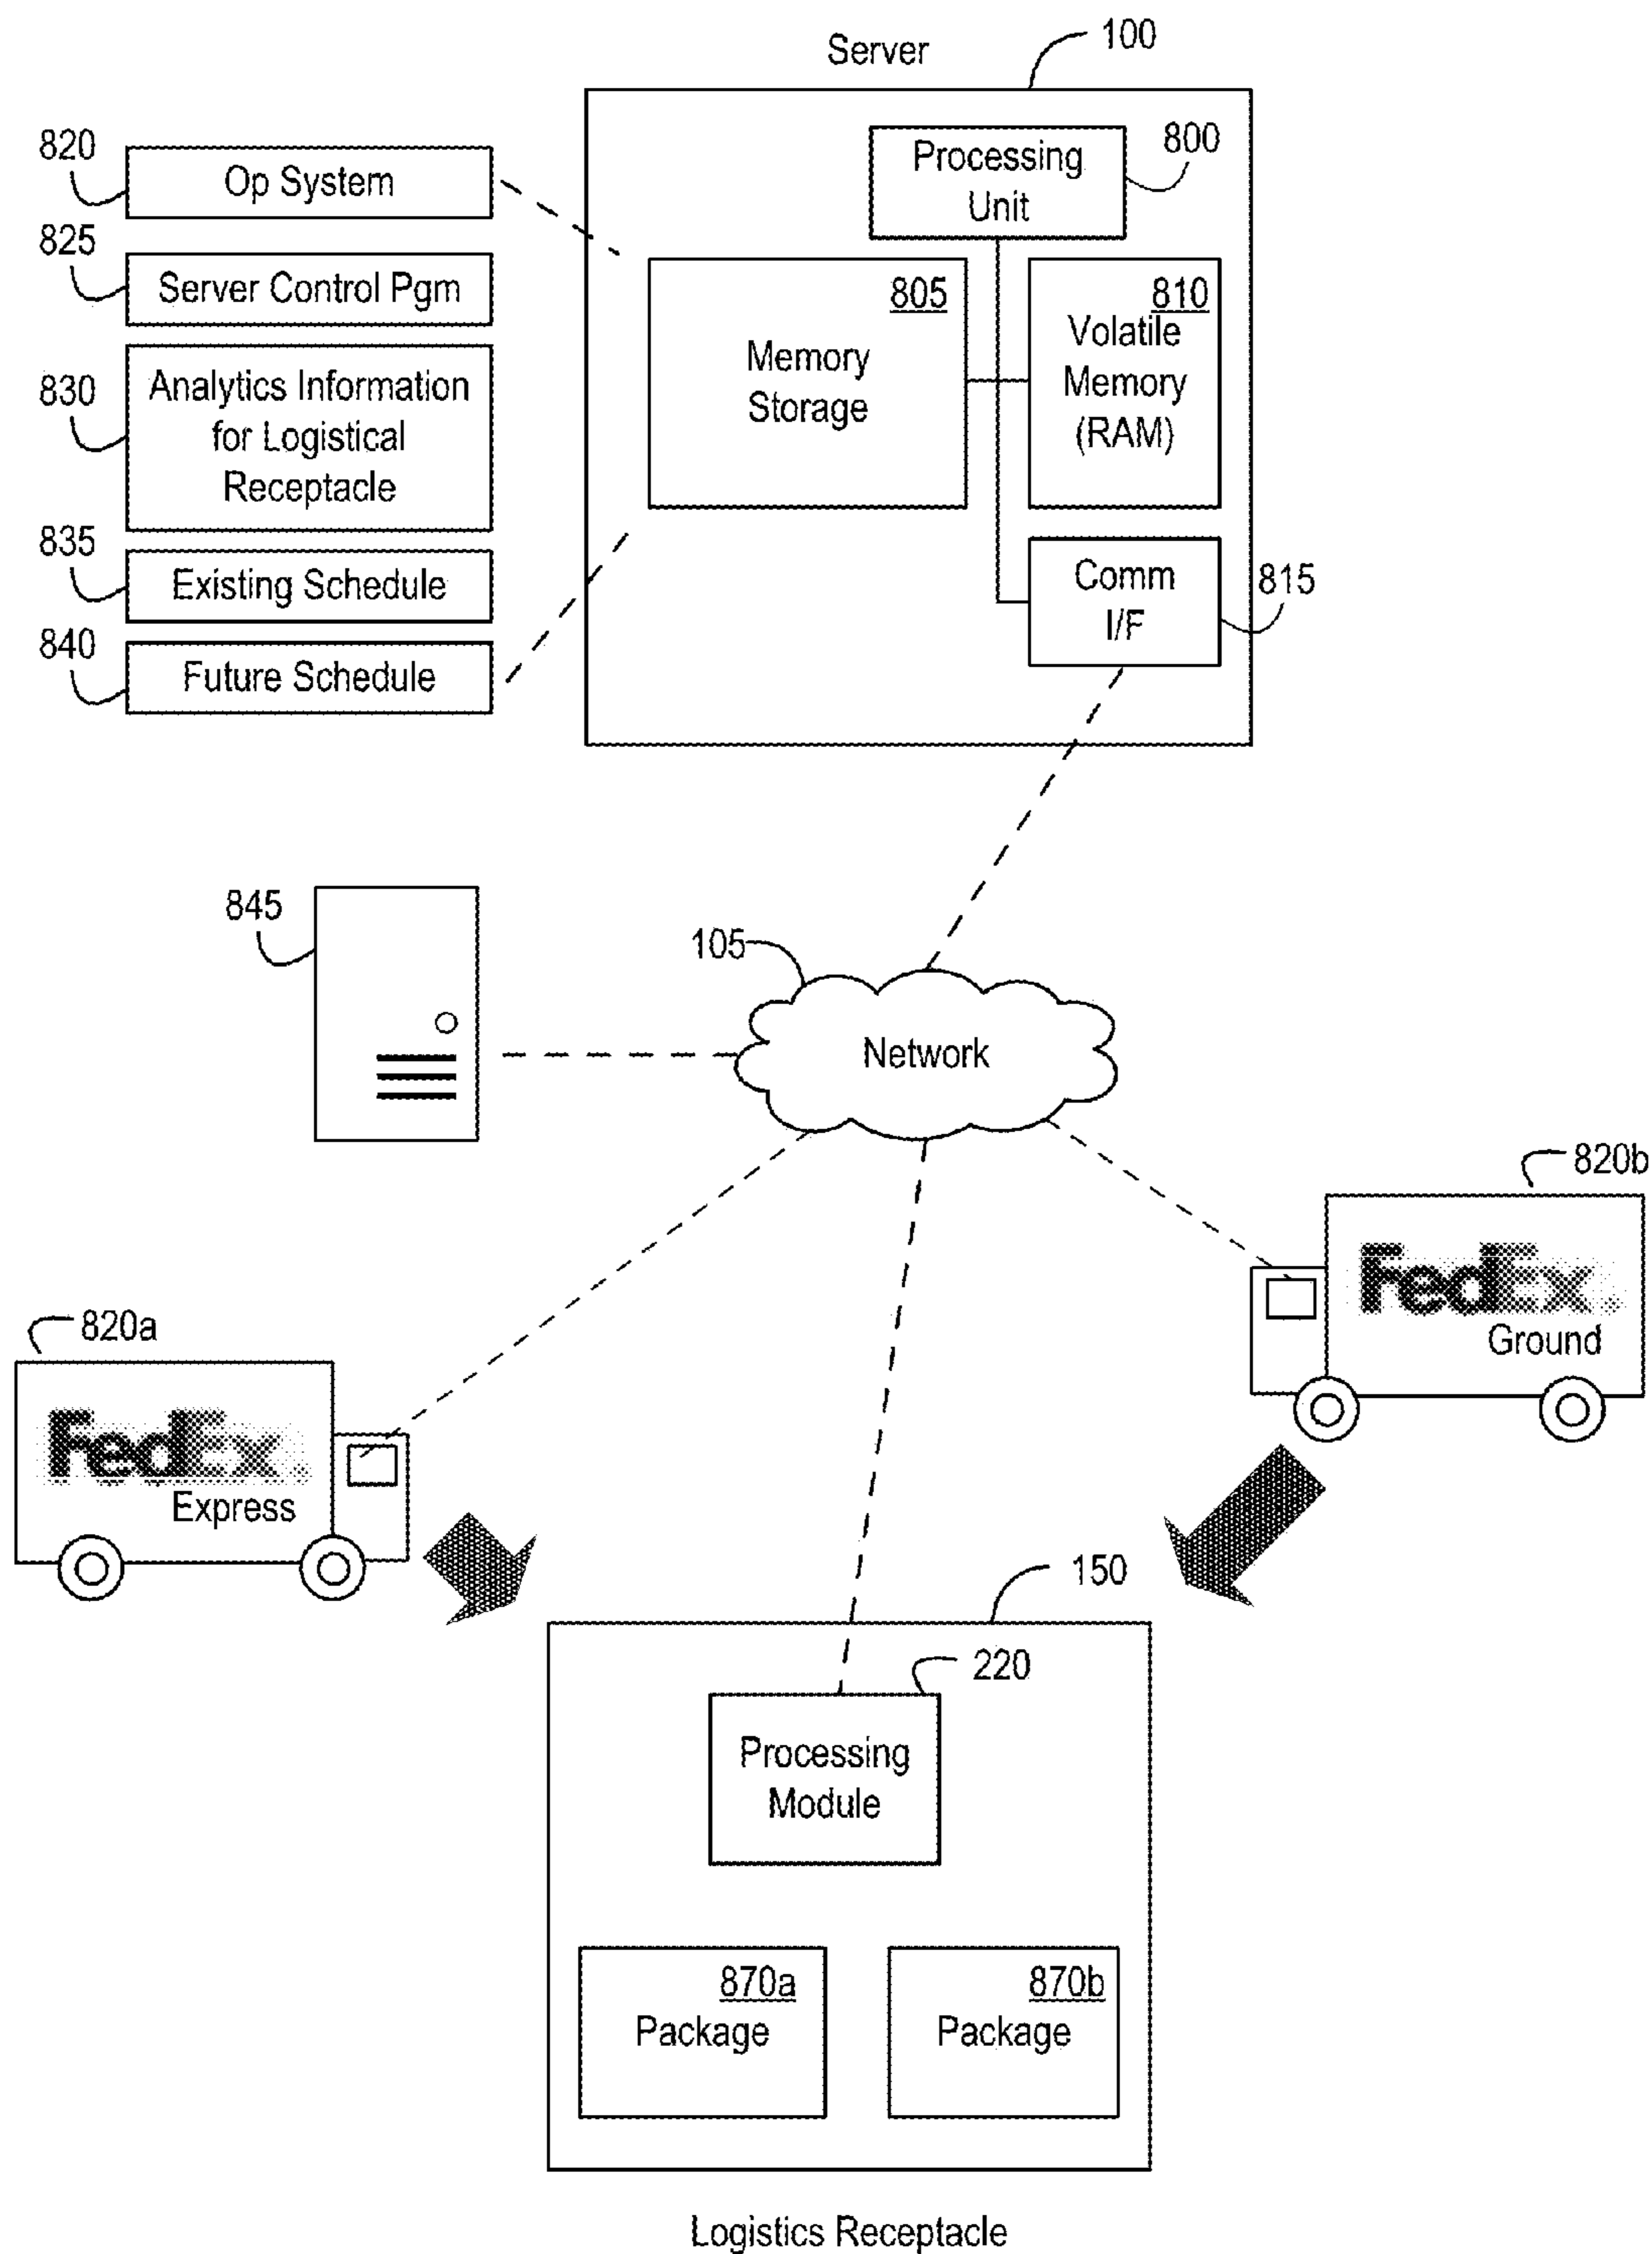 Server
100
820
Op System
825
Server Control Pgm
830
Analytics Information
for Logistical
Receptacle
835
Existing Schedule
840
Future Schedule
Processing
Unit
800
805
Memory
Storage
810
Volatile
Memory
(RAM)
Comm
I/F
815
845
105
Network
820b
FedEx
Ground
820a
FedEx
Express
150
220
Processing
Module
870a
Package
870b
Package
Logistics Receptacle